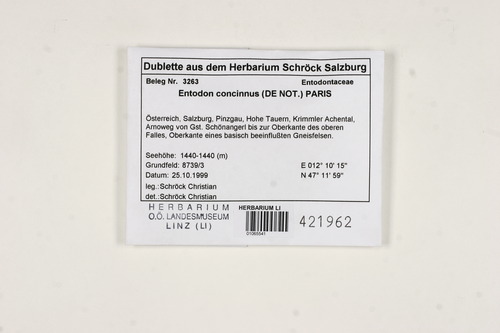 Dublette aus dem Herbarium Schröck Salzburg
Beleg Nr. 3263 Entodontaceae
Entodon concinnus (DE NOT.) PARIS
Österreich, Salzburg, Pinzgau, Hohe Tauern, Krimmler Achental,
Arnoweg von Gst. Schönangerl bis zur Oberkante des oberen
Falles, Oberkante eines basisch beeinflußten Gneisfelsen.
Seehöhe: 1440-1440 (m)
Grundfeld: 8739/3 E 012° 10' 15"
Datum: 25.10.1999 N 47° 11' 59"
leg.:Schröck Christian
det.:Schröck Christian
HERBARIUM
O.Ö. LANDESMUSEUM
LINZ (LI)
HERBARIUM LI
01065541
421962